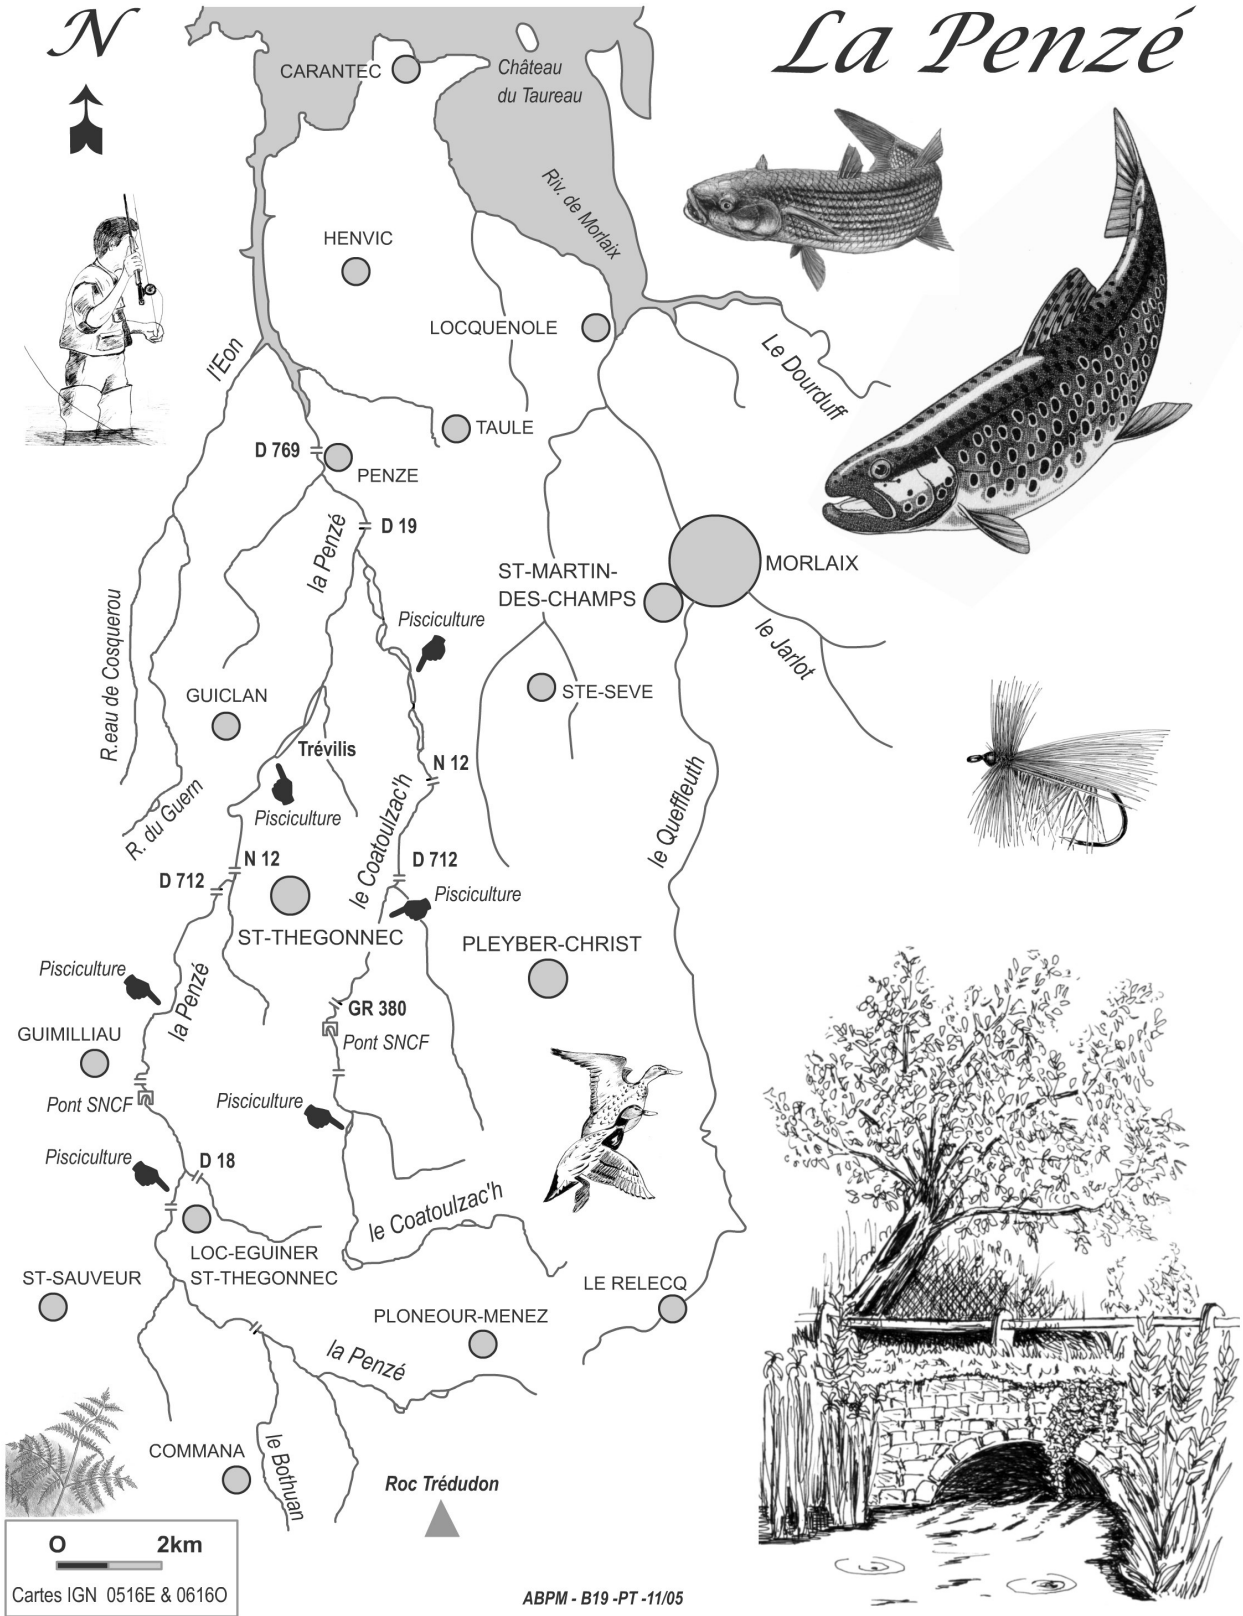 N
La Penzé
CARANTEC
Château
du Taureau
Riv. de Morlaix
HENVIC
LOCQUENOLE
l'Eon
Le Dourduff
TAULE
D 769
PENZE
la Penzé
D 19
ST-MARTIN-
DES-CHAMPS
MORLAIX
R.eau de Cosquerou
Pisciculture
le Jarlot
GUICLAN
STE-SEVE
Trévilis
N 12
Pisciculture
R. du Guern
le Coatoulzac'h
le Queffleuth
N 12
D 712
D 712
Pisciculture
ST-THEGONNEC
PLEYBER-CHRIST
Pisciculture
la Penzé
GR 380
GUIMILLIAU
Pont SNCF
Pont SNCF
Pisciculture
Pisciculture
D 18
le Coatoulzac'h
LOC-EGUINER
ST-THEGONNEC
ST-SAUVEUR
LE RELECQ
PLONEOUR-MENEZ
la Penzé
COMMANA
le Bothuan
Roc Trédudon
O 2km
Cartes IGN 0516E & 0616O
ABPM - B19 -PT -11/05